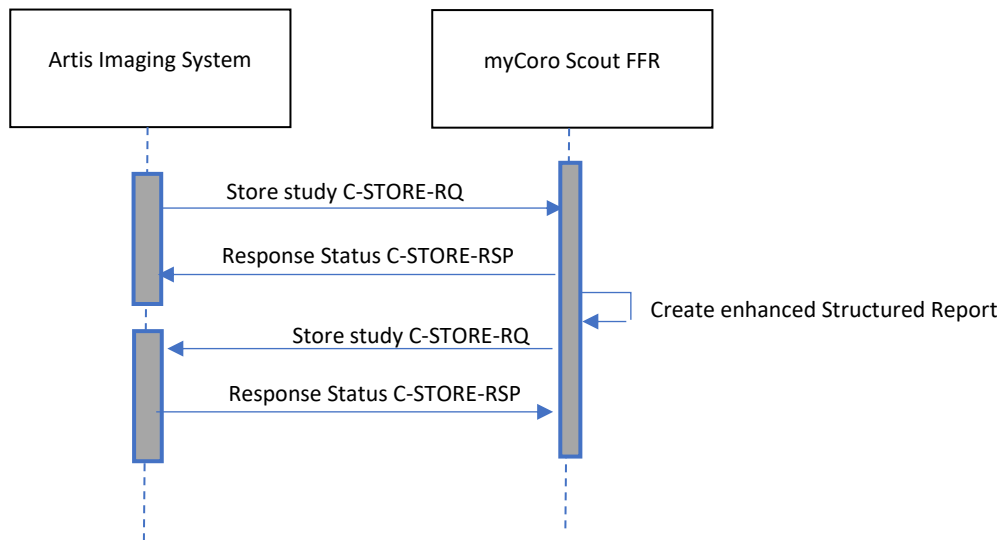 Artis Imaging System
myCoro Scout FFR
Store study C-STORE-RQ
Response Status C-STORE-RSP
Create enhanced Structured Report
Store study C-STORE-RQ
Response Status C-STORE-RSP